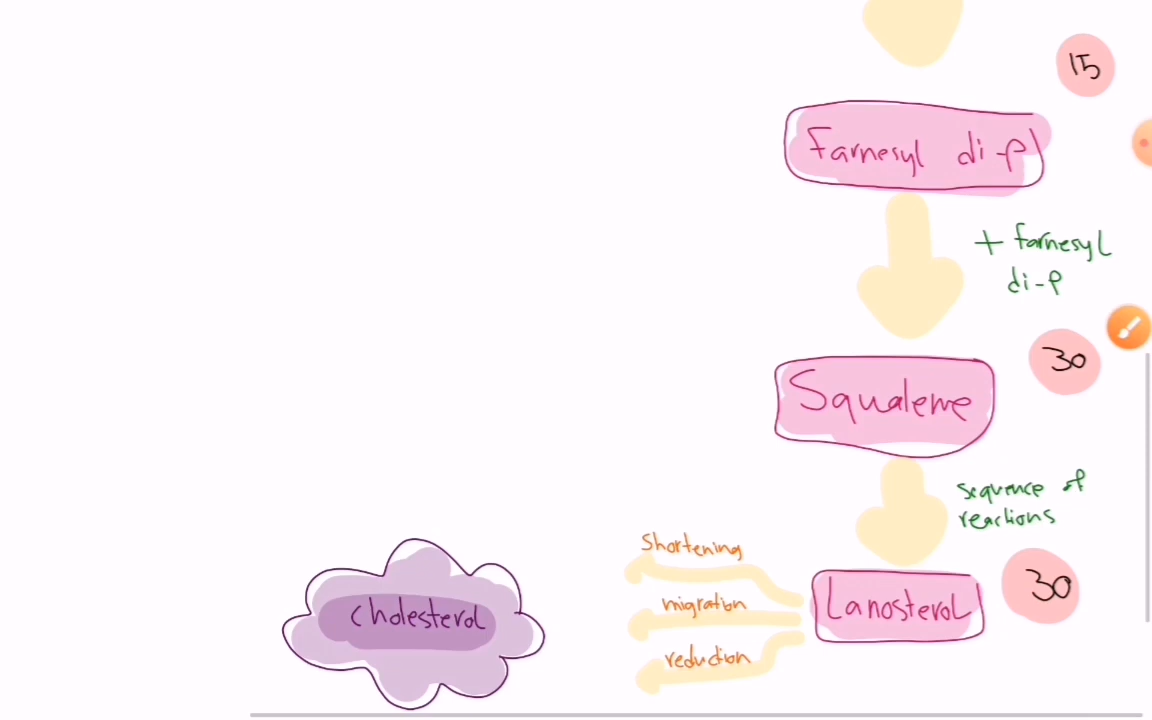 15
Farnesyl di-P
+ farnesyl
di-P
30
Squalene
sequence of
reactions
Shortening
30
migration
Lanosterol
cholesterol
reduction